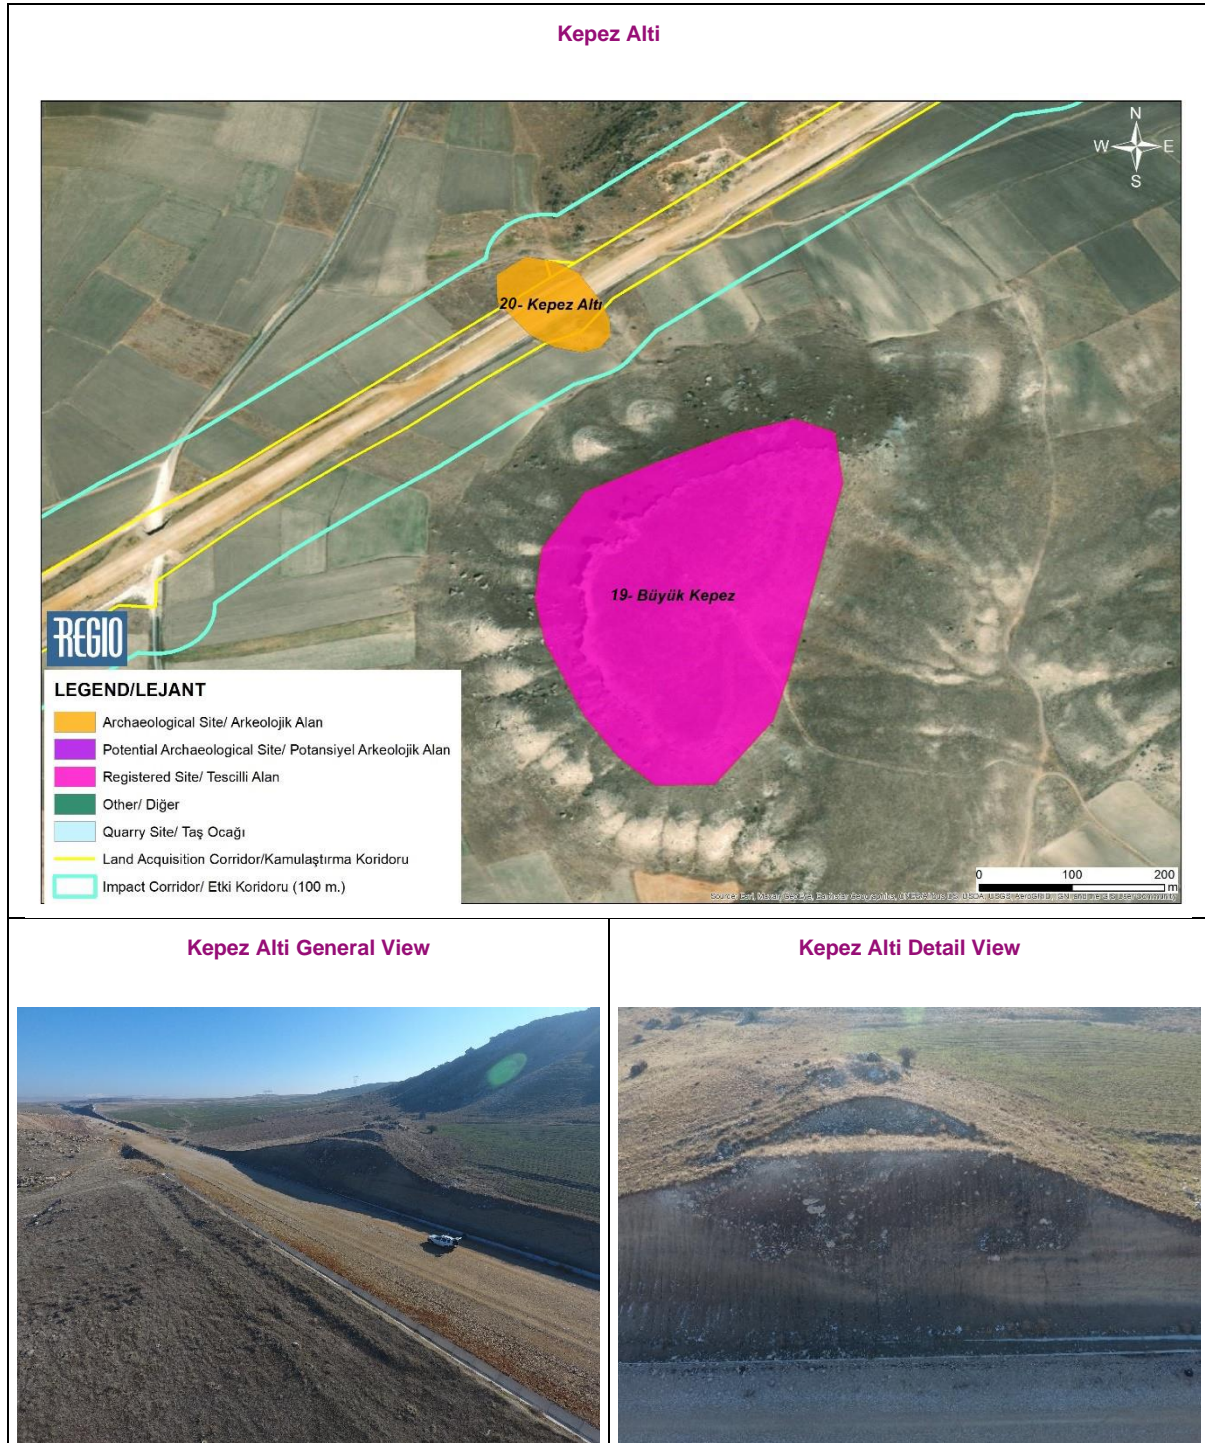 Kepez Alti
N
W E
S
20- Kepez Altı
19- Büyük Kepez
REGIO
LEGEND/LEJANT
Archaeological Site/ Arkeolojik Alan
Potential Archaeological Site/ Potansiyel Arkeolojik Alan
Registered Site/ Tescilli Alan
Other/ Diğer
Quarry Site/ Taş Ocağı
Land Acquisition Corridor/Kamulaştırma Koridoru
Impact Corridor/ Etki Koridoru (100 m.)
0 100 200
m
Source: Esri,
Kepez Alti General View
Kepez Alti Detail View